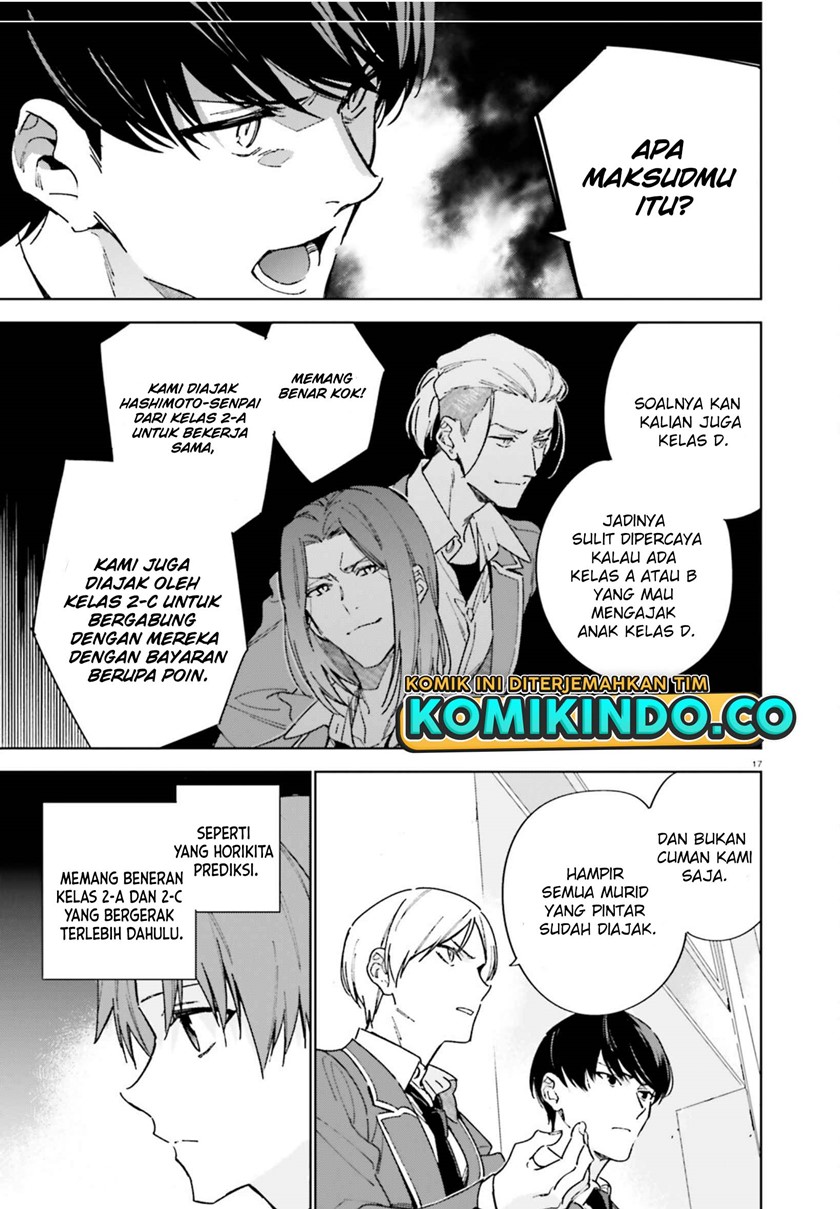 APA
MAKSUDMU
ITU?
SOALNYA KAN
KALIAN JUGA
KELAS D.
JADINYA
SULIT DIPERCAYA
KALAU ADA
KELAS A ATAU B
YANG MAU
MENGAJAK
ANAK KELAS D.
MEMANG
BENAR KOK!
KAMI DIAJAK
HASHIMOTO-SENPAI
DARI KELAS 2-A
UNTUK BEKERJA
SAMA,
KAMI JUGA
DIAJAK OLEH
KELAS 2-C UNTUK
BERGABUNG
DENGAN MEREKA
DENGAN BAYARAN
BERUPA POIN.
KOMIK INI DITERJEMAHKAN TIM
KOMIKINDO.CO
17
DAN BUKAN
CUMAN KAMI
SAJA.
HAMPIR
SEMUA MURID
YANG PINTAR
SUDAH DIAJAK.
SEPERTI
YANG HORIKITA
PREDIKSI.
MEMANG BENERAN
KELAS 2-A DAN 2-C
YANG BERGERAK
TERLEBIH DAHULU.